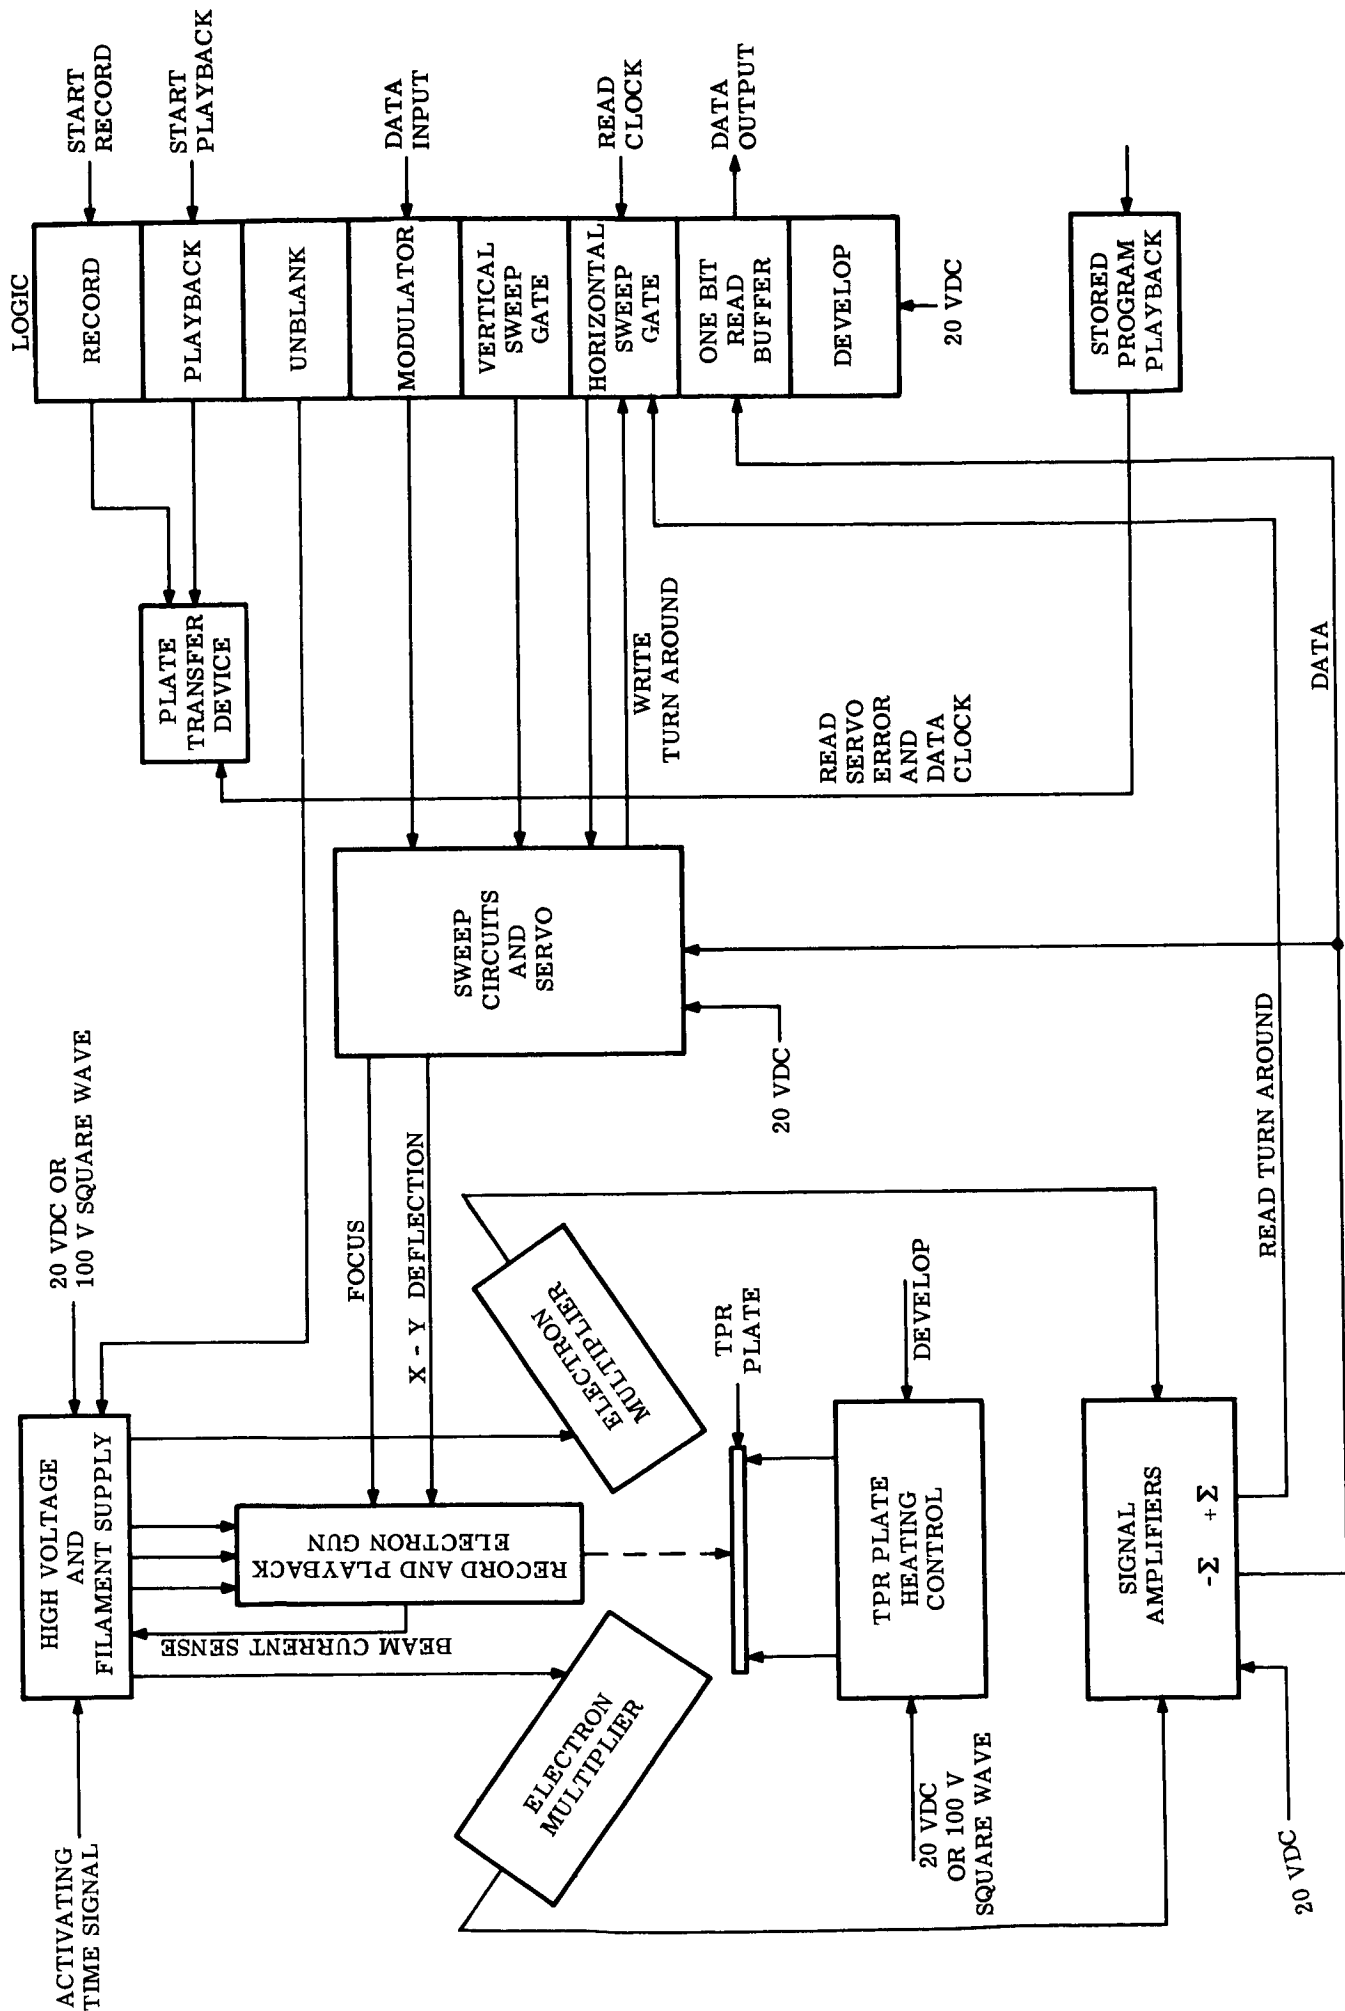 ACTIVATING
TIME SIGNAL
HIGH VOLTAGE
AND
FILAMENT SUPPLY
20 VDC OR
100 V SQUARE WAVE
BEAM CURRENT SENSE
RECORD AND PLAYBACK
ELECTRON GUN
FOCUS
X - Y DEFLECTION
ELECTRON
MULTIPLIER
ELECTRON
MULTIPLIER
TPR
PLATE
TPR PLATE
HEATING
CONTROL
DEVELOP
20 VDC
OR 100 V
SQUARE WAVE
SIGNAL
AMPLIFIERS
-Σ +Σ
20 VDC
READ TURN AROUND
DATA
SWEEP
CIRCUITS
AND
SERVO
20 VDC
WRITE
TURN AROUND
READ
SERVO
ERROR
AND
DATA
CLOCK
PLATE
TRANSFER
DEVICE
LOGIC
RECORD
PLAYBACK
UNBLANK
MODULATOR
VERTICAL
SWEEP
GATE
HORIZONTAL
SWEEP
GATE
ONE BIT
READ
BUFFER
DEVELOP
20 VDC
START
RECORD
START
PLAYBACK
DATA
INPUT
READ
CLOCK
DATA
OUTPUT
STORED
PROGRAM
PLAYBACK